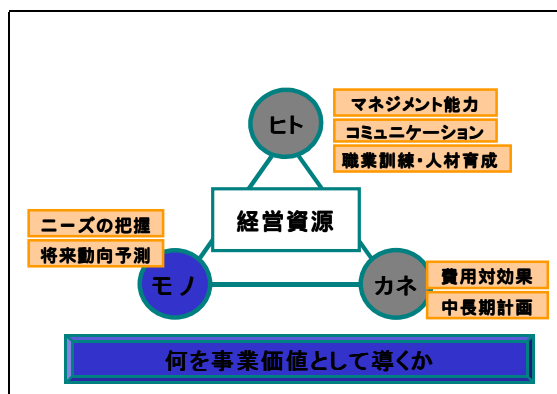 ヒト
マネジメント能力
コミュニケーション
職業訓練・人材育成
経営資源
ニーズの把握
将来動向予測
モノ
カネ
費用対効果
中長期計画
何を事業価値として導くか